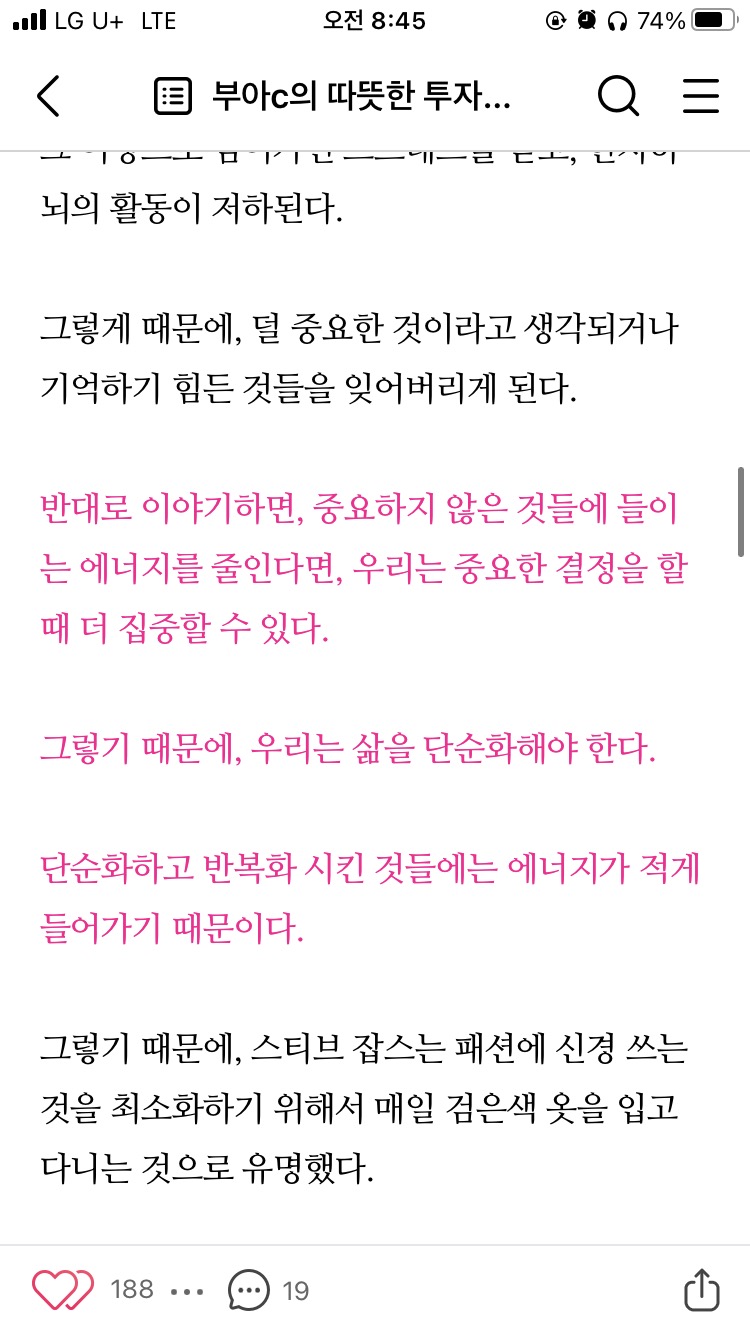 LG U+ LTE 오전 8:45 74%
부아c의 따뜻한 투자...
뇌의 활동이 저하된다.
그렇게 때문에, 덜 중요한 것이라고 생각되거나
기억하기 힘든 것들을 잊어버리게 된다.
반대로 이야기하면, 중요하지 않은 것들에 들이
는 에너지를 줄인다면, 우리는 중요한 결정을 할
때 더 집중할 수 있다.
그렇기 때문에, 우리는 삶을 단순화해야 한다.
단순화하고 반복화 시킨 것들에는 에너지가 적게
들어가기 때문이다.
그렇기 때문에, 스티브 잡스는 패션에 신경 쓰는
것을 최소화하기 위해서 매일 검은색 옷을 입고
다니는 것으로 유명했다.
188 19